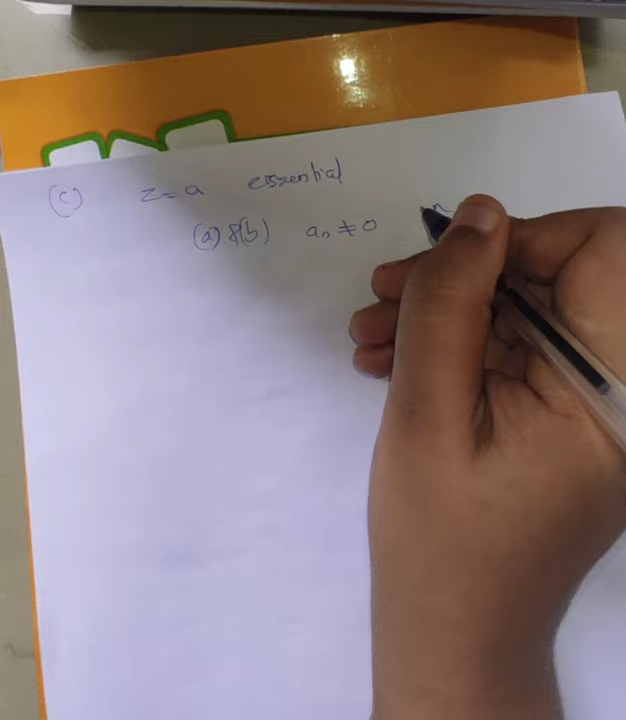 (c) z=a essential
(a) &(b) aₙ ≠ 0